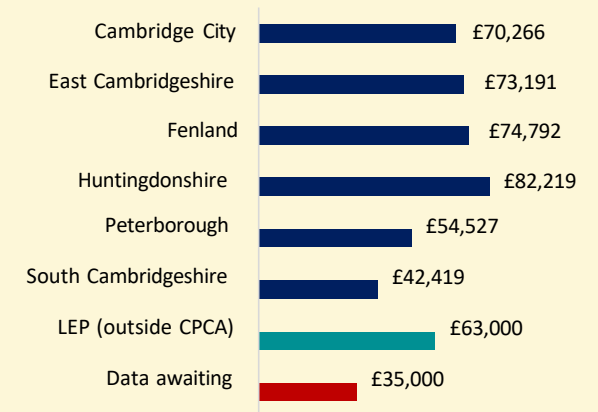 Cambridge City £70,266
East Cambridgeshire £73,191
Fenland £74,792
Huntingdonshire £82,219
Peterborough £54,527
South Cambridgeshire £42,419
LEP (outside CPCA) £63,000
Data awaiting £35,000